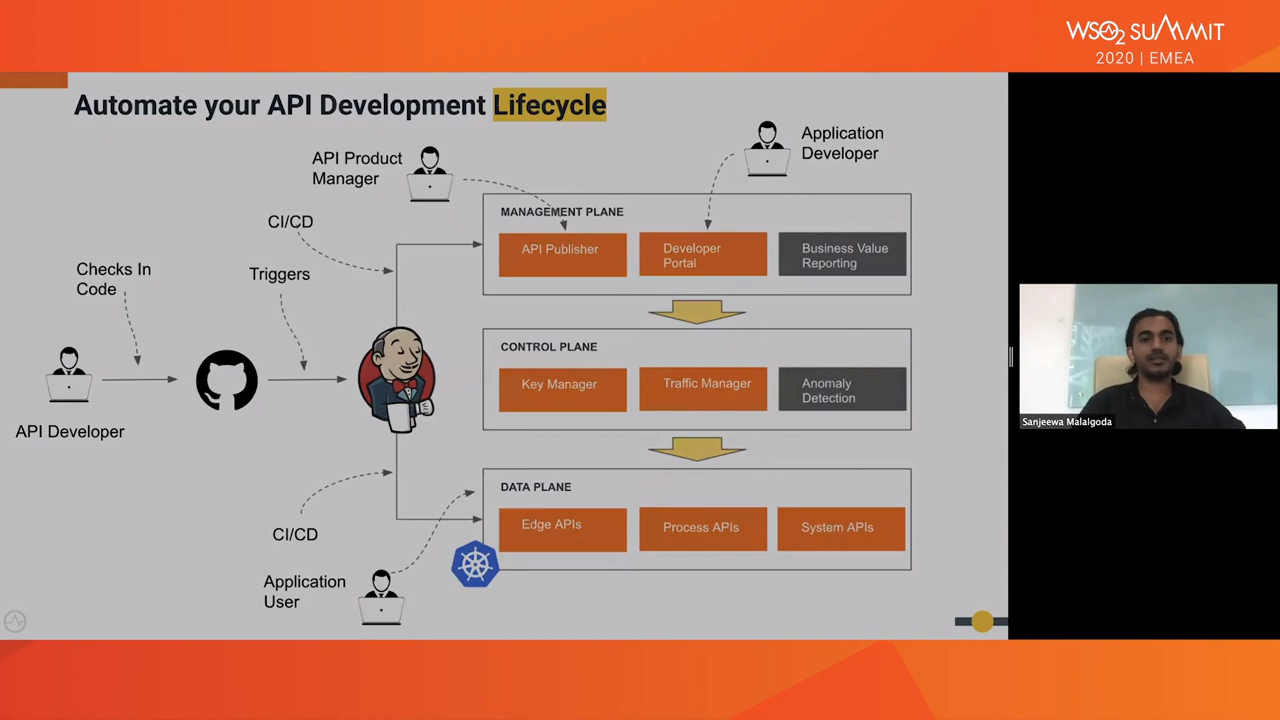 WSO2 SUMMIT
2020 | EMEA
Automate your API Development Lifecycle
API Product
Manager
Application
Developer
CI/CD
MANAGEMENT PLANE
API Publisher
Developer
Portal
Business Value
Reporting
Checks In
Code
Triggers
CONTROL PLANE
Key Manager
Traffic Manager
Anomaly
Detection
API Developer
Sanjeewa Malalgoda
DATA PLANE
Edge APIs
Process APIs
System APIs
CI/CD
Application
User